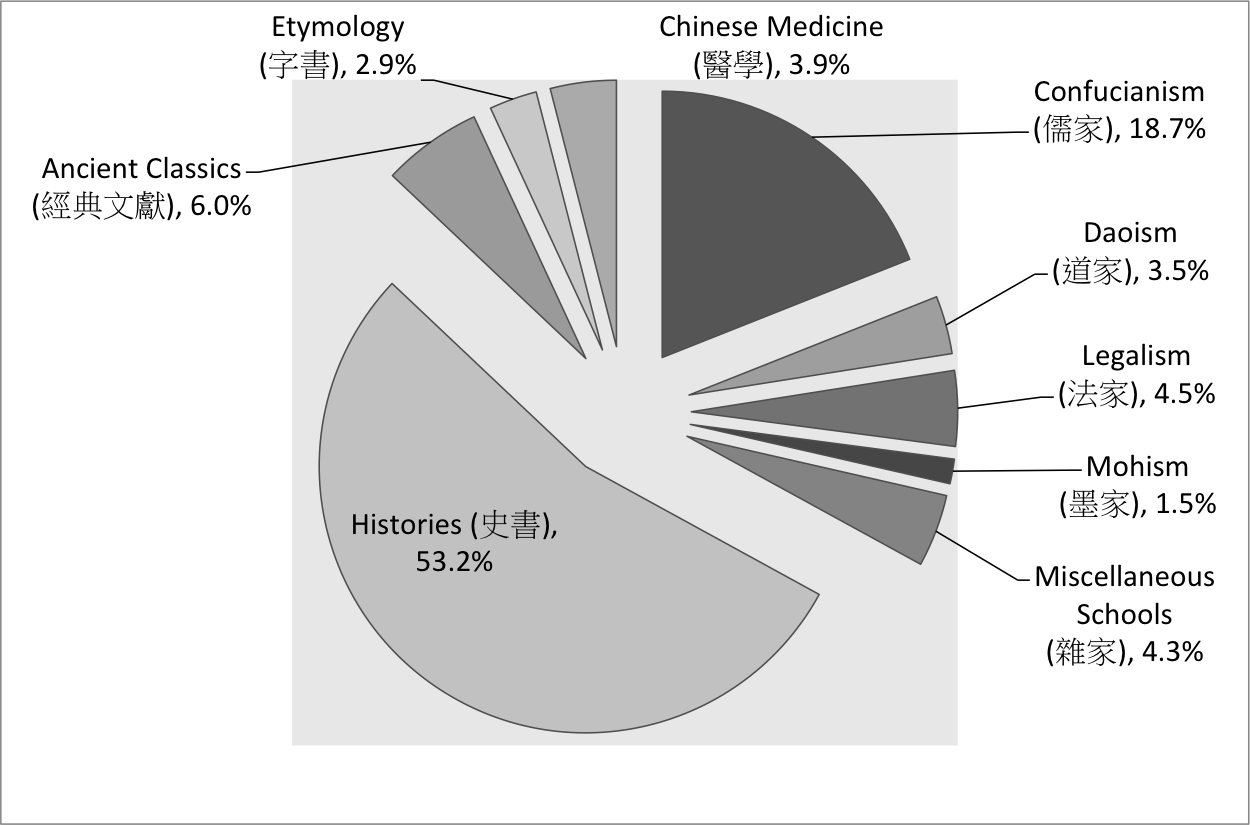 Etymology
(字書), 2.9%
Chinese Medicine
(醫學), 3.9%
Confucianism
(儒家), 18.7%
Ancient Classics
(經典文獻), 6.0%
Daoism
(道家), 3.5%
Legalism
(法家), 4.5%
Mohism
(墨家), 1.5%
Histories (史書),
53.2%
Miscellaneous
Schools
(雜家), 4.3%